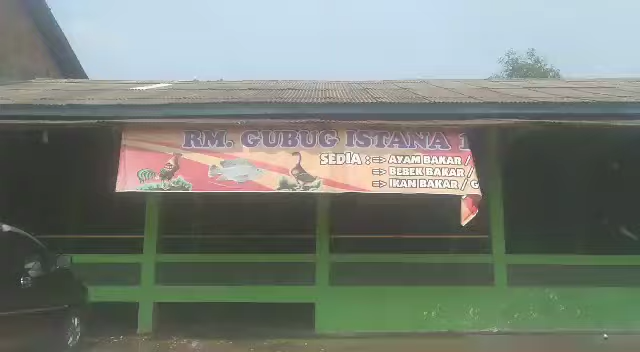 RM. GUBUG ISTANA
SEDIA : => AYAM BAKAR /
=> BEBEK BAKAR /
=> IKAN BAKAR / G